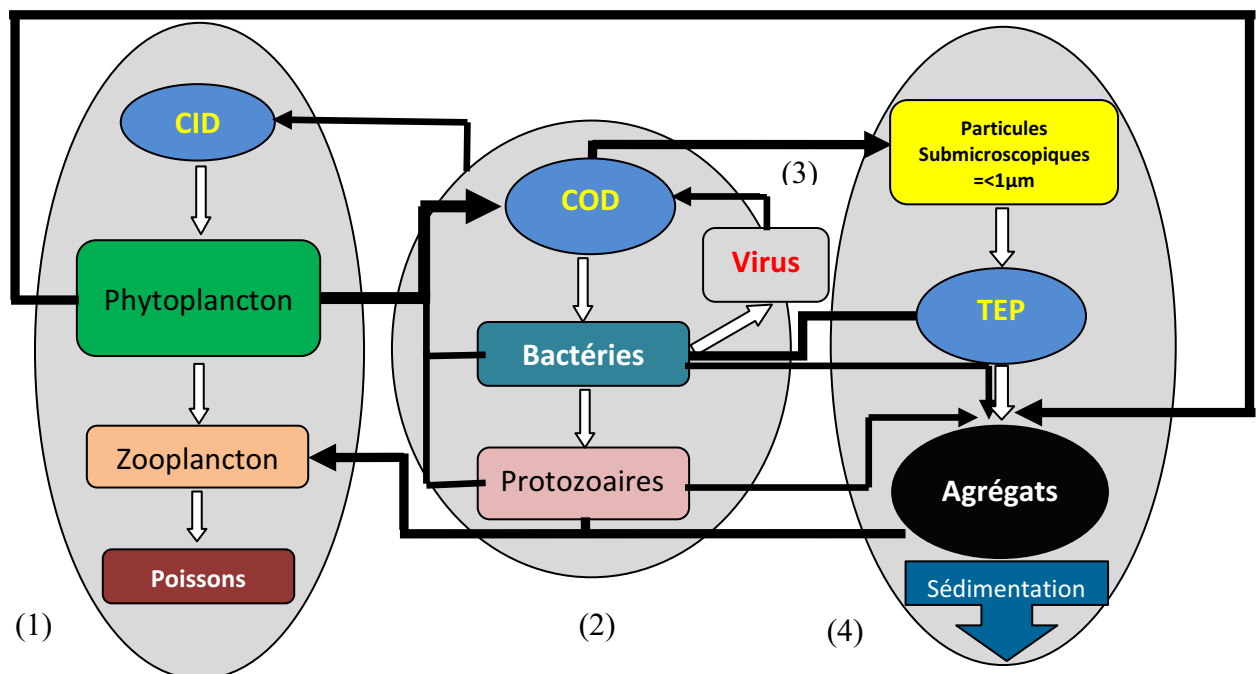 CID
Phytoplancton
Zooplancton
Poissons
(1)
COD
(3)
Virus
Bactéries
Protozoaires
(2)
Particules
Submicroscopiques
=<1µm
TEP
Agrégats
Sédimentation
(4)